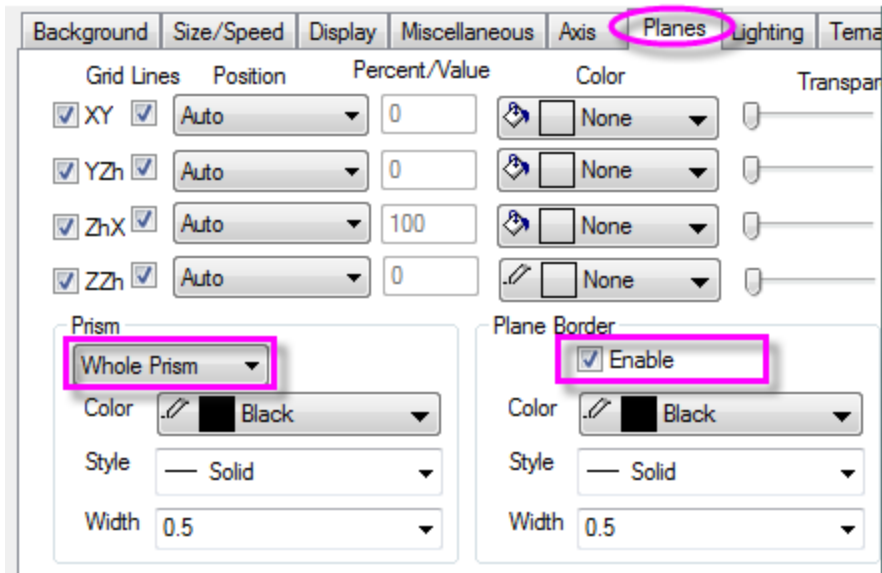 Background Size/Speed Display Miscellaneous Axis Planes Lighting Terna
Grid Lines Position Percent/Value Color Transpar
XY Auto 0 None
YZh Auto 0 None
ZhX Auto 100 None
ZZh Auto 0 None
Prism Plane Border
Whole Prism Enable
Color Black Color Black
Style Solid Style Solid
Width 0.5 Width 0.5